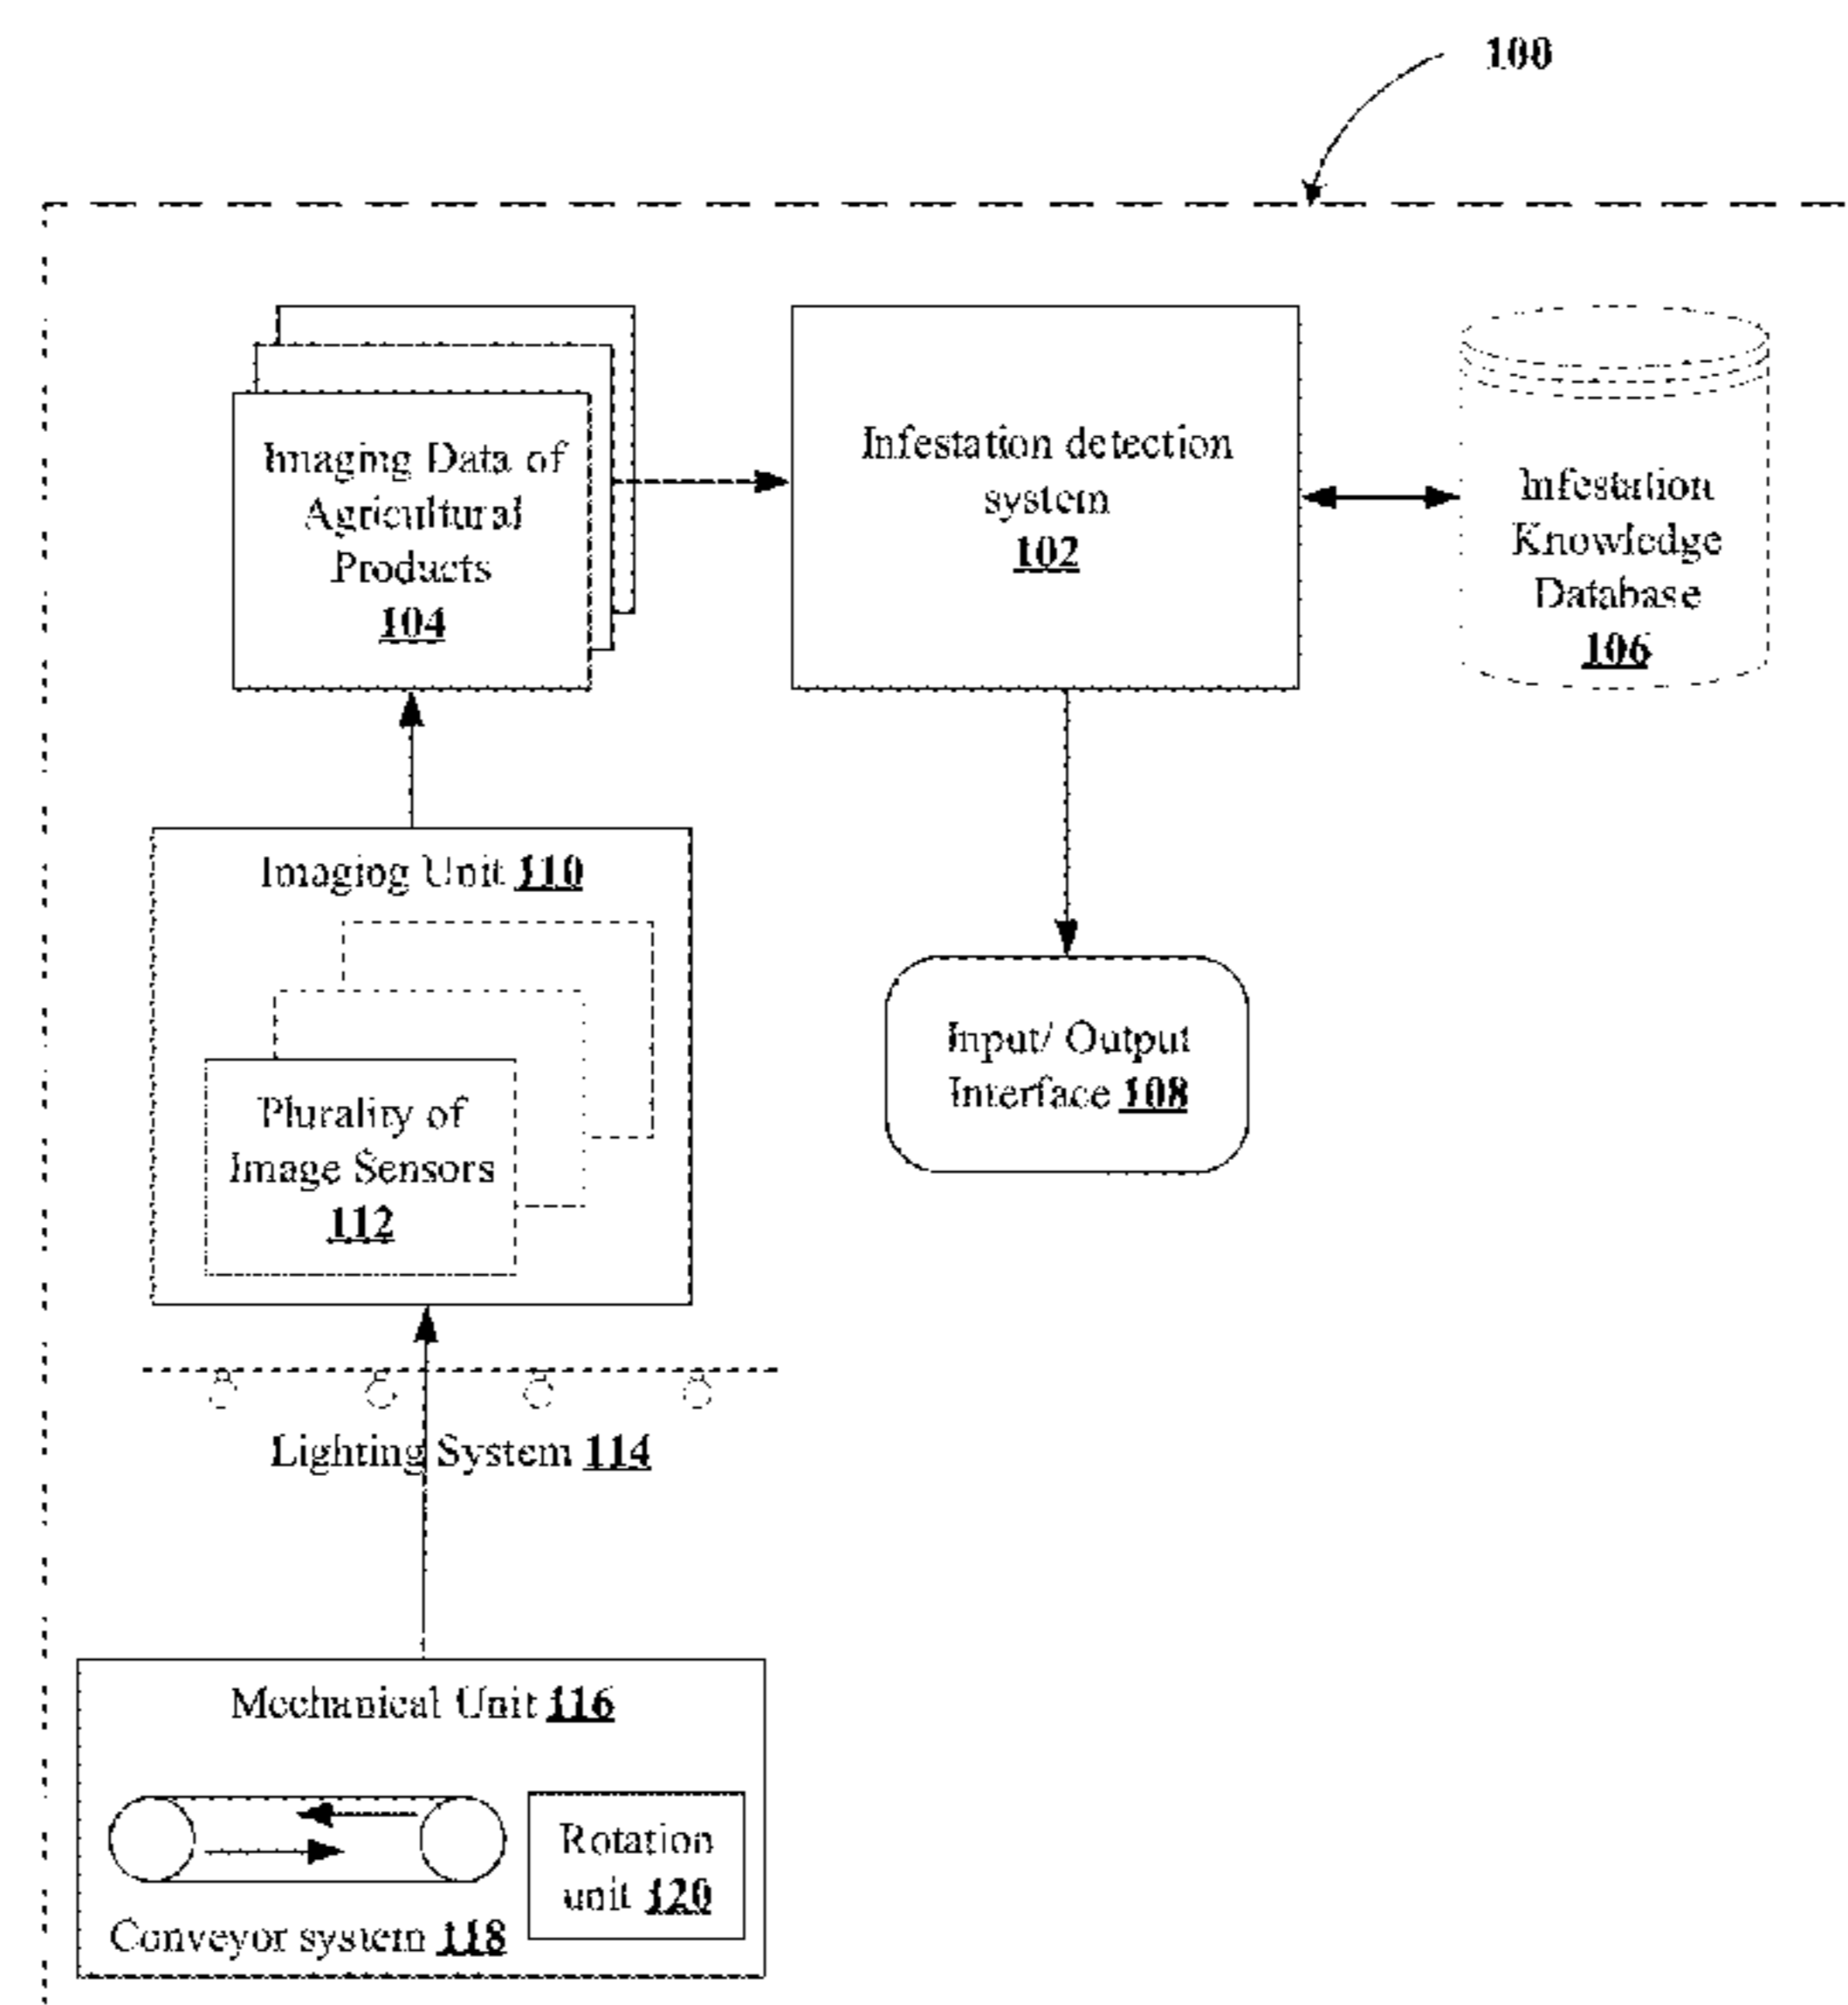 100
Imaging Data of
Agricultural
Products
104
Infestation detection
system
102
Infestation
Knowledge
Database
106
Imaging Unit 110
Plurality of
Image Sensors
112
Input/ Output
Interface 108
Lighting System 114
Mechanical Unit 116
Rotation
unit 120
Conveyor system 118